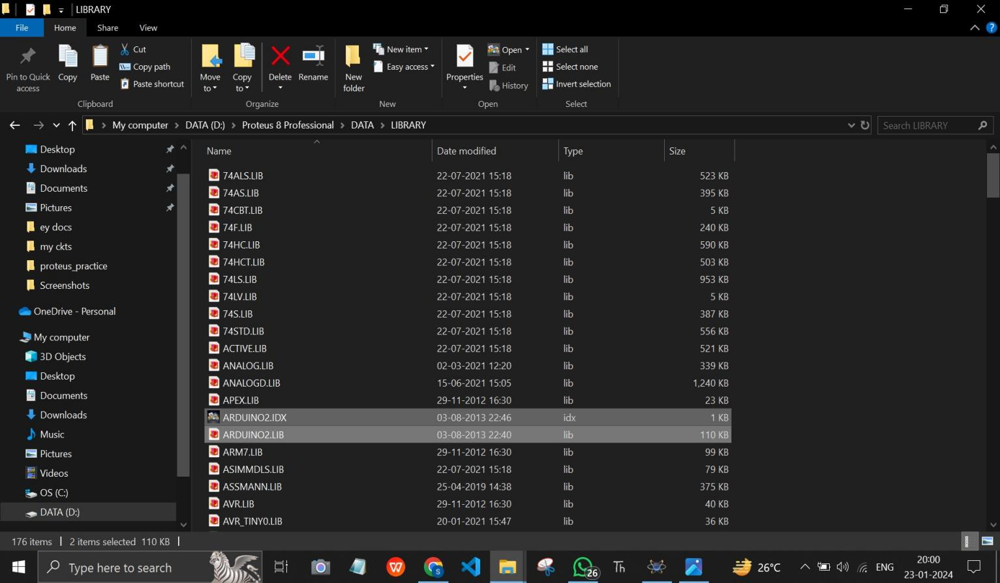 LIBRARY
File Home Share View
Pin to Quick access
Copy
Paste
Cut
Copy path
Paste shortcut
Clipboard
Move to
Copy to
Delete
Rename
Organize
New folder
New item
Easy access
New
Properties
Open
Edit
History
Open
Select all
Select none
Invert selection
Select
My computer > DATA (D:) > Proteus 8 Professional > DATA > LIBRARY
Search LIBRARY
Desktop
Downloads
Documents
Pictures
ey docs
my ckts
proteus_practice
Screenshots
OneDrive - Personal
My computer
3D Objects
Desktop
Documents
Downloads
Music
Pictures
Videos
OS (C:)
DATA (D:)
Name Date modified Type Size
74ALS.LIB 22-07-2021 15:18 lib 523 KB
74AS.LIB 22-07-2021 15:18 lib 395 KB
74CBT.LIB 22-07-2021 15:18 lib 5 KB
74F.LIB 22-07-2021 15:18 lib 240 KB
74HC.LIB 22-07-2021 15:18 lib 590 KB
74HCT.LIB 22-07-2021 15:18 lib 503 KB
74LS.LIB 22-07-2021 15:18 lib 953 KB
74LV.LIB 22-07-2021 15:18 lib 5 KB
74S.LIB 22-07-2021 15:18 lib 387 KB
74STD.LIB 22-07-2021 15:18 lib 556 KB
ACTIVE.LIB 22-07-2021 15:18 lib 521 KB
ANALOG.LIB 02-03-2021 12:20 lib 339 KB
ANALOGD.LIB 15-06-2021 15:05 lib 1,240 KB
APEX.LIB 29-11-2012 16:30 lib 23 KB
ARDUINO2.IDX 03-08-2013 22:46 idx 1 KB
ARDUINO2.LIB 03-08-2013 22:40 lib 110 KB
ARM7.LIB 29-11-2012 16:30 lib 99 KB
ASIMMDLS.LIB 22-07-2021 15:18 lib 79 KB
ASSMANN.LIB 25-04-2019 14:38 lib 375 KB
AVR.LIB 29-11-2012 16:30 lib 40 KB
AVR_TINY0.LIB 20-01-2021 15:47 lib 36 KB
176 items | 2 items selected 110 KB |
Type here to search
W
S
26
Th
26°C
ENG
20:00
23-01-2024